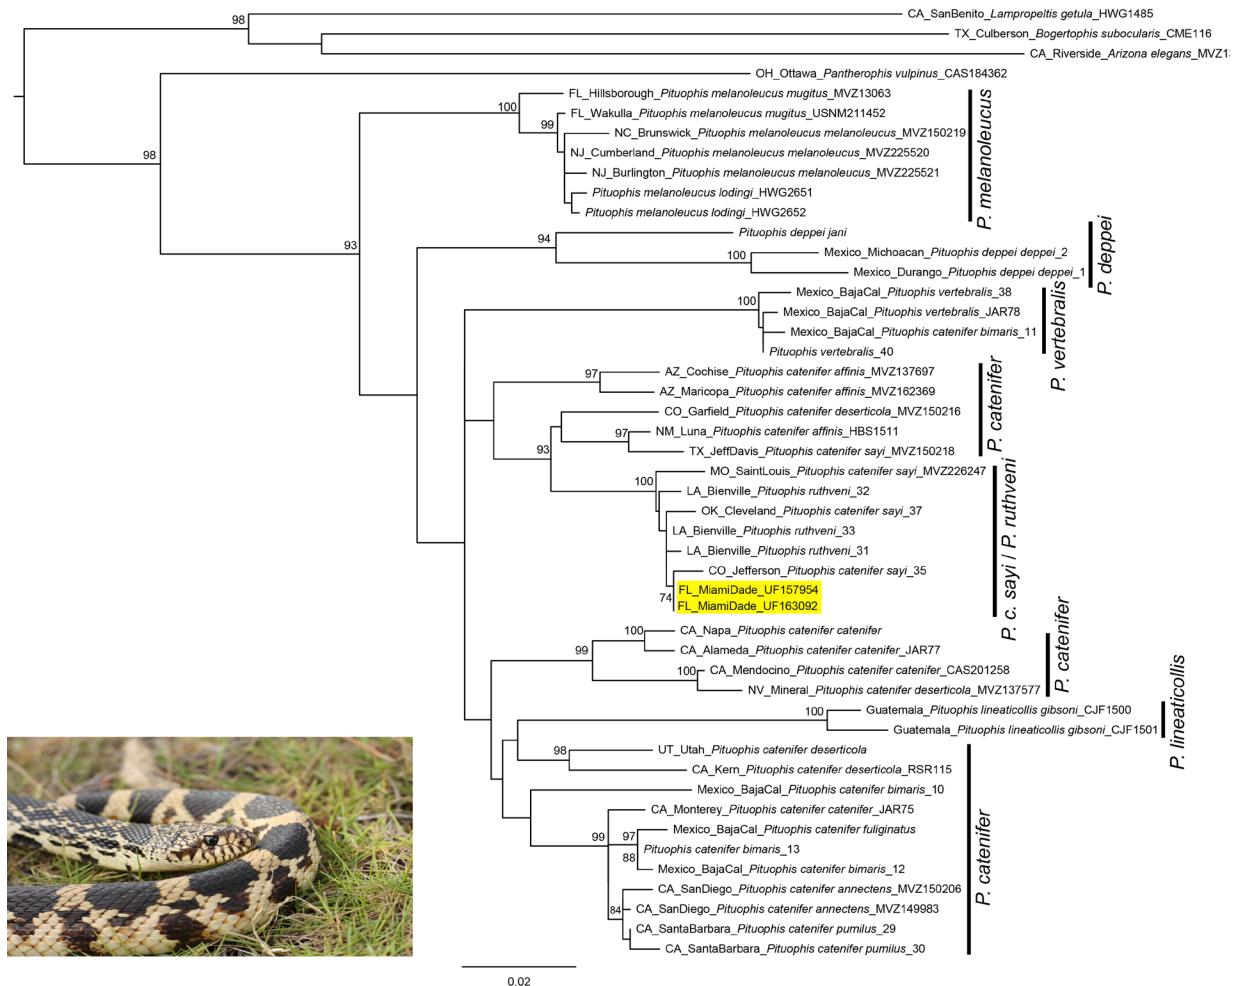 98
CA_SanBenito_Lampropeltis getula_HWG1485
TX_Culberson_Bogertophis subocularis_CME116
CA_Riverside_Arizona elegans_MVZ1
OH_Ottawa_Pantherophis vulpinus_CAS184362
98
FL_Hillsborough_Pituophis melanoleucus mugitus_MVZ13063
100
FL_Wakulla_Pituophis melanoleucus mugitus_USNM211452
99
NC_Brunswick_Pituophis melanoleucus melanoleucus_MVZ150219
NJ_Cumberland_Pituophis melanoleucus melanoleucus_MVZ225520
NJ_Burlington_Pituophis melanoleucus melanoleucus_MVZ225521
Pituophis melanoleucus lodingi_HWG2651
Pituophis melanoleucus lodingi_HWG2652
P. melanoleucus
93
94
Pituophis deppei jani
100
Mexico_Michoacan_Pituophis deppei deppei_2
Mexico_Durango_Pituophis deppei deppei_1
P. deppei
100
Mexico_BajaCal_Pituophis vertebralis_38
Mexico_BajaCal_Pituophis vertebralis_JAR78
Mexico_BajaCal_Pituophis catenifer bimaris_11
Pituophis vertebralis_40
P. vertebralis
97
AZ_Cochise_Pituophis catenifer affinis_MVZ137697
AZ_Maricopa_Pituophis catenifer affinis_MVZ162369
CO_Garfield_Pituophis catenifer deserticola_MVZ150216
97
NM_Luna_Pituophis catenifer affinis_HBS1511
93
TX_JeffDavis_Pituophis catenifer sayi_MVZ150218
P. catenifer
100
MO_SaintLouis_Pituophis catenifer sayi_MVZ226247
LA_Bienville_Pituophis ruthveni_32
OK_Cleveland_Pituophis catenifer sayi_37
LA_Bienville_Pituophis ruthveni_33
LA_Bienville_Pituophis ruthveni_31
CO_Jefferson_Pituophis catenifer sayi_35
FL_MiamiDade_UF157954
74
FL_MiamiDade_UF163092
P. c. sayi / P. ruthveni
100
CA_Napa_Pituophis catenifer catenifer
99
CA_Alameda_Pituophis catenifer catenifer_JAR77
100
CA_Mendocino_Pituophis catenifer catenifer_CAS201258
NV_Mineral_Pituophis catenifer deserticola_MVZ137577
P. catenifer
100
Guatemala_Pituophis lineaticollis gibsoni_CJF1500
Guatemala_Pituophis lineaticollis gibsoni_CJF1501
P. lineaticollis
98
UT_Utah_Pituophis catenifer deserticola
CA_Kern_Pituophis catenifer deserticola_RSR115
Mexico_BajaCal_Pituophis catenifer bimaris_10
CA_Monterey_Pituophis catenifer catenifer_JAR75
99
97
Mexico_BajaCal_Pituophis catenifer fuliginatus
Pituophis catenifer bimaris_13
88
Mexico_BajaCal_Pituophis catenifer bimaris_12
CA_SanDiego_Pituophis catenifer annectens_MVZ150206
84
CA_SanDiego_Pituophis catenifer annectens_MVZ149983
CA_SantaBarbara_Pituophis catenifer pumilus_29
CA_SantaBarbara_Pituophis catenifer pumilus_30
P. catenifer
0.02